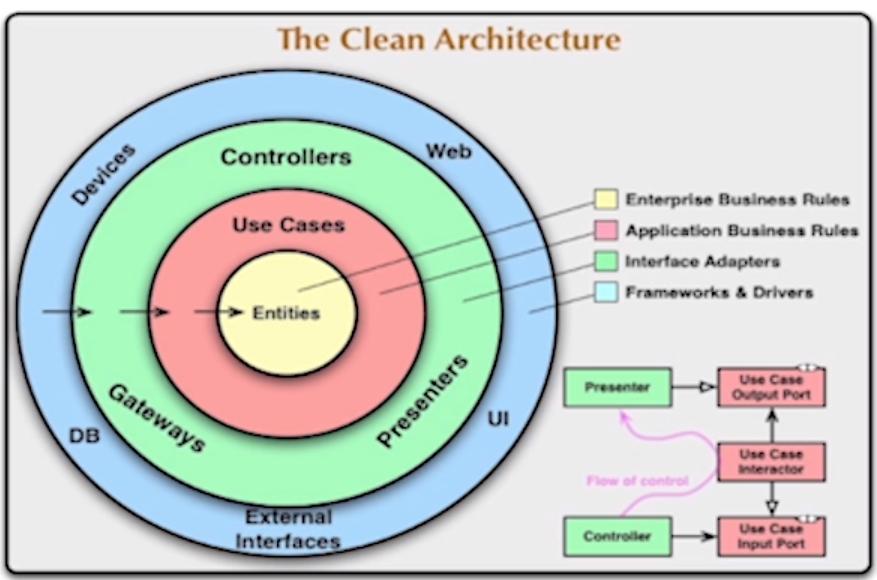 The Clean Architecture
Devices
Web
Controllers
Use Cases
Entities
Gateways
Presenters
DB
UI
External
Interfaces
Enterprise Business Rules
Application Business Rules
Interface Adapters
Frameworks & Drivers
Presenter
Use Case
Output Port
Use Case
Interactor
Flow of control
Controller
Use Case
Input Port